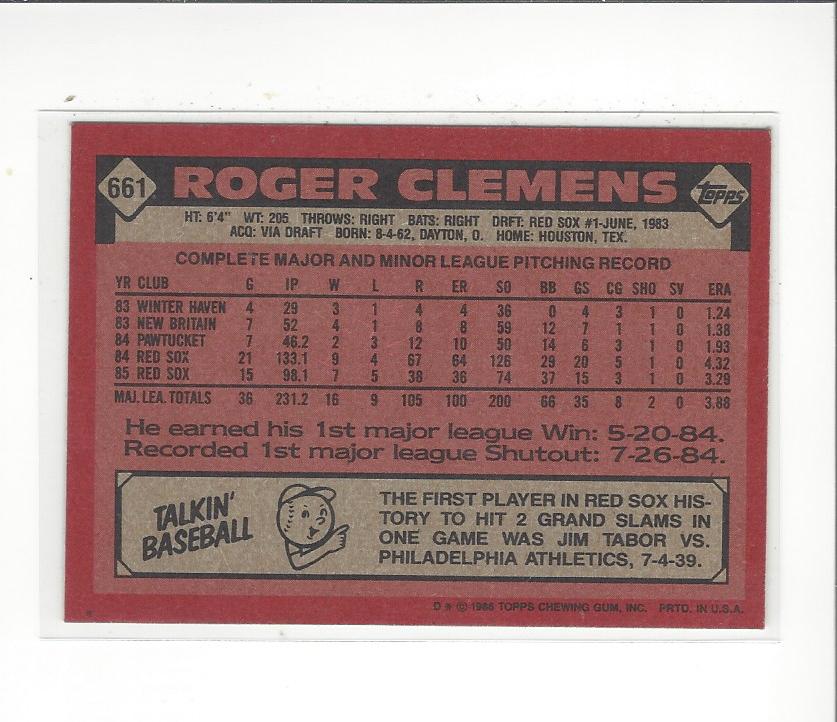 661 ROGER CLEMENS TOPPS
HT: 6'4" WT: 205 THROWS: RIGHT BATS: RIGHT DRFT: RED SOX #1-JUNE, 1983
ACQ: VIA DRAFT BORN: 8-4-62, DAYTON, O. HOME: HOUSTON, TEX.
COMPLETE MAJOR AND MINOR LEAGUE PITCHING RECORD
YR CLUB G IP W L R ER SO BB GS CG SHO SV ERA
83 WINTER HAVEN 4 29 3 1 4 4 36 0 4 3 1 0 1.24
83 NEW BRITAIN 7 52 4 1 8 8 59 12 7 1 1 0 1.38
84 PAWTUCKET 7 46.2 2 3 12 10 50 14 6 3 1 0 1.93
84 RED SOX 21 133.1 9 4 67 64 126 29 20 5 1 0 4.32
85 RED SOX 15 98.1 7 5 38 36 74 37 15 3 1 0 3.29
MAJ. LEA. TOTALS 36 231.2 16 9 105 100 200 66 35 8 2 0 3.88
He earned his 1st major league Win: 5-20-84.
Recorded 1st major league Shutout: 7-26-84.
TALKIN'
BASEBALL
THE FIRST PLAYER IN RED SOX HIS-
TORY TO HIT 2 GRAND SLAMS IN
ONE GAME WAS JIM TABOR VS.
PHILADELPHIA ATHLETICS, 7-4-39.
D * © 1986 TOPPS CHEWING GUM, INC. PRTD. IN U.S.A.